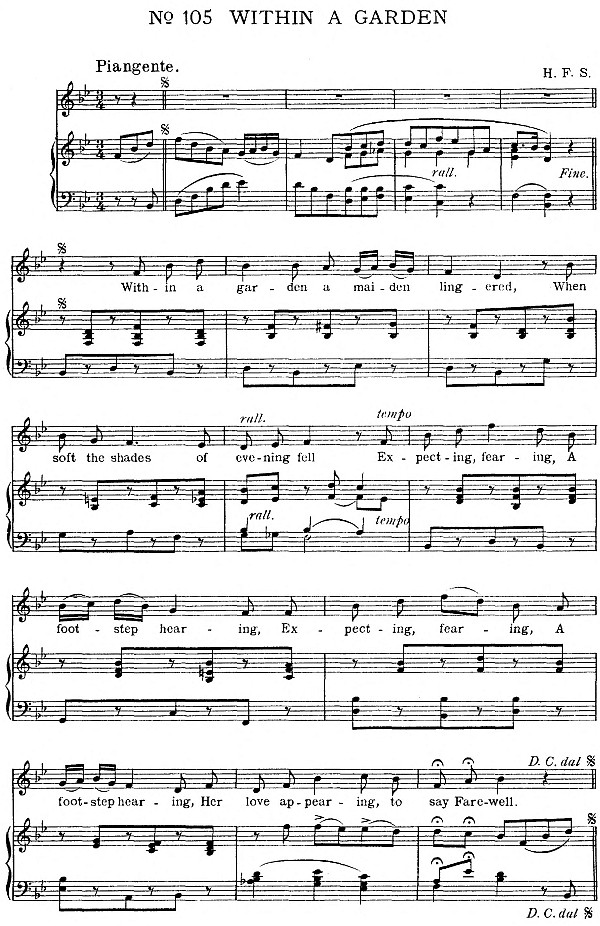 No 105 WITHIN A GARDEN
Piangente.
H. F. S.
rall.
Fine.
With-in a gar-den a mai-den ling-ered, When
rall.
tempo
soft the shades of eve-ning fell Ex-pect-ing, fear-ing, A
rall.
tempo
foot-step hear-ing, Ex-pect-ing, fear-ing, A
D. C. dal 𝄋
foot-step hear-ing, Her love ap-pear-ing, to say Fare-well.
D. C. dal 𝄋